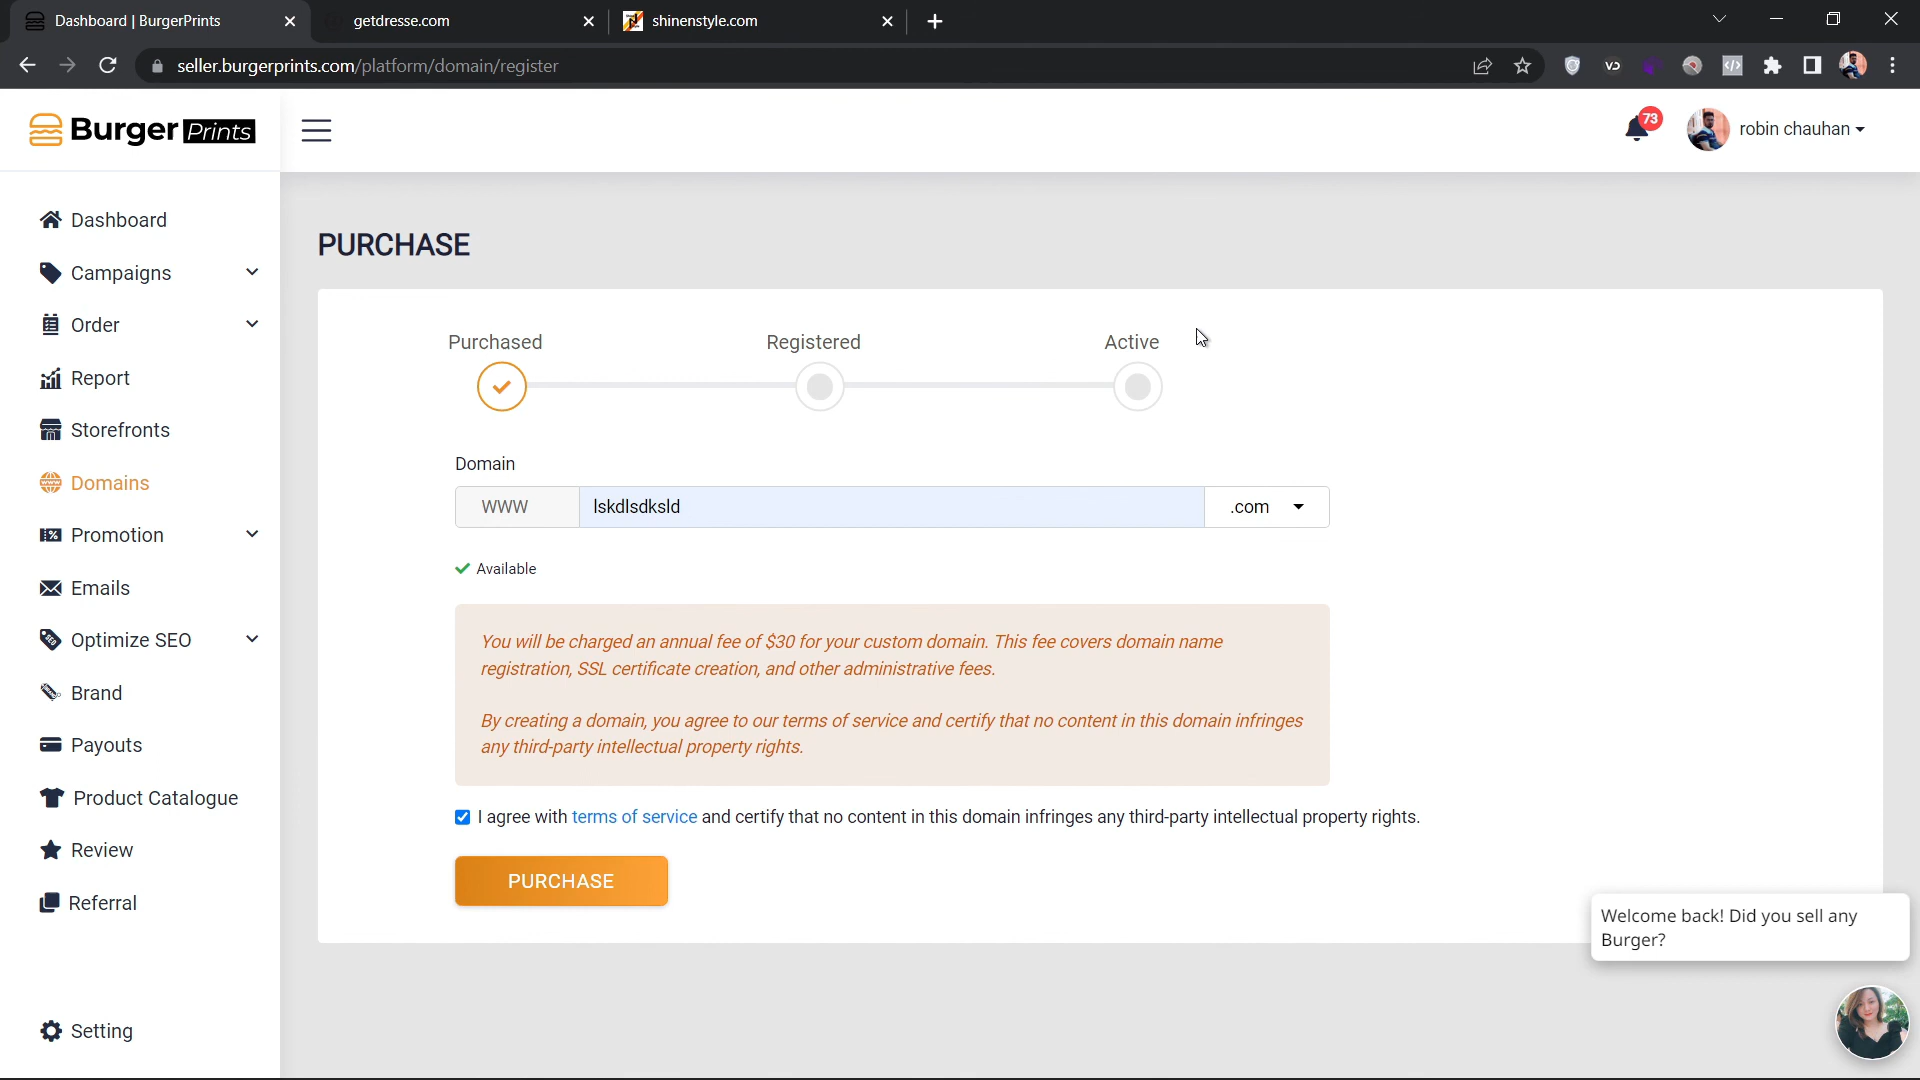 Dashboard | BurgerPrints
getdresse.com
shinenstyle.com
seller.burgerprints.com/platform/domain/register
Burger Prints
73
robin chauhan
Dashboard
Campaigns
Order
Report
Storefronts
Domains
Promotion
Emails
Optimize SEO
Brand
Payouts
Product Catalogue
Review
Referral
Setting
PURCHASE
Purchased Registered Active
Domain
WWW lskdlsdksld .com
Available
You will be charged an annual fee of $30 for your custom domain. This fee covers domain name
registration, SSL certificate creation, and other administrative fees.
By creating a domain, you agree to our terms of service and certify that no content in this domain infringes
any third-party intellectual property rights.
I agree with terms of service and certify that no content in this domain infringes any third-party intellectual property rights.
PURCHASE
Welcome back! Did you sell any
Burger?